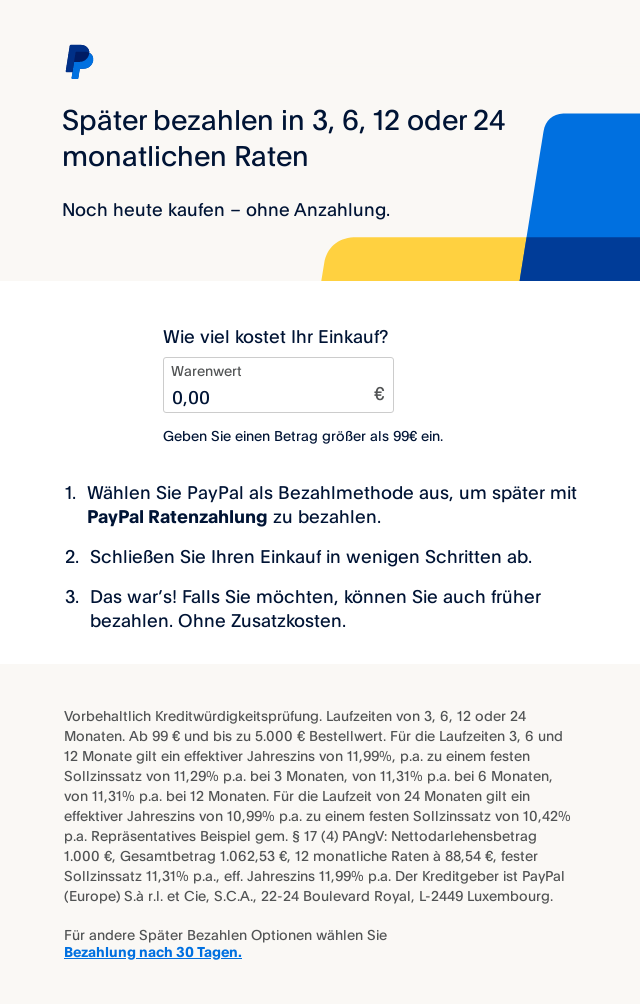 Später bezahlen in 3, 6, 12 oder 24
monatlichen Raten
Noch heute kaufen – ohne Anzahlung.
Wie viel kostet Ihr Einkauf?
Warenwert
0,00 €
Geben Sie einen Betrag größer als 99€ ein.
1. Wählen Sie PayPal als Bezahlmethode aus, um später mit
PayPal Ratenzahlung zu bezahlen.
2. Schließen Sie Ihren Einkauf in wenigen Schritten ab.
3. Das war’s! Falls Sie möchten, können Sie auch früher
bezahlen. Ohne Zusatzkosten.
Vorbehaltlich Kreditwürdigkeitsprüfung. Laufzeiten von 3, 6, 12 oder 24
Monaten. Ab 99 € und bis zu 5.000 € Bestellwert. Für die Laufzeiten 3, 6 und
12 Monate gilt ein effektiver Jahreszins von 11,99%, p.a. zu einem festen
Sollzinssatz von 11,29% p.a. bei 3 Monaten, von 11,31% p.a. bei 6 Monaten,
von 11,31% p.a. bei 12 Monaten. Für die Laufzeit von 24 Monaten gilt ein
effektiver Jahreszins von 10,99% p.a. zu einem festen Sollzinssatz von 10,42%
p.a. Repräsentatives Beispiel gem. § 17 (4) PAngV: Nettodarlehensbetrag
1.000 €, Gesamtbetrag 1.062,53 €, 12 monatliche Raten à 88,54 €, fester
Sollzinssatz 11,31% p.a., eff. Jahreszins 11,99% p.a. Der Kreditgeber ist PayPal
(Europe) S.à r.l. et Cie, S.C.A., 22-24 Boulevard Royal, L-2449 Luxembourg.
Für andere Später Bezahlen Optionen wählen Sie
Bezahlung nach 30 Tagen.